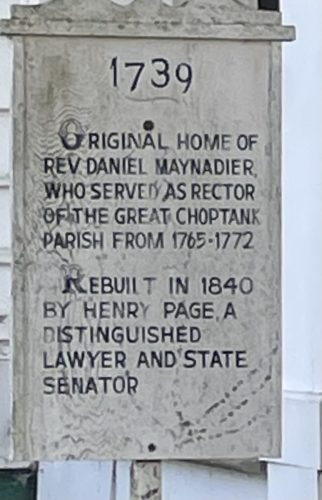 1739
ORIGINAL HOME OF
REV. DANIEL MAYNADIER,
WHO SERVED AS RECTOR
OF THE GREAT CHOPTANK
PARISH FROM 1765-1772
REBUILT IN 1840
BY HENRY PAGE, A
DISTINGUISHED
LAWYER AND STATE
SENATOR